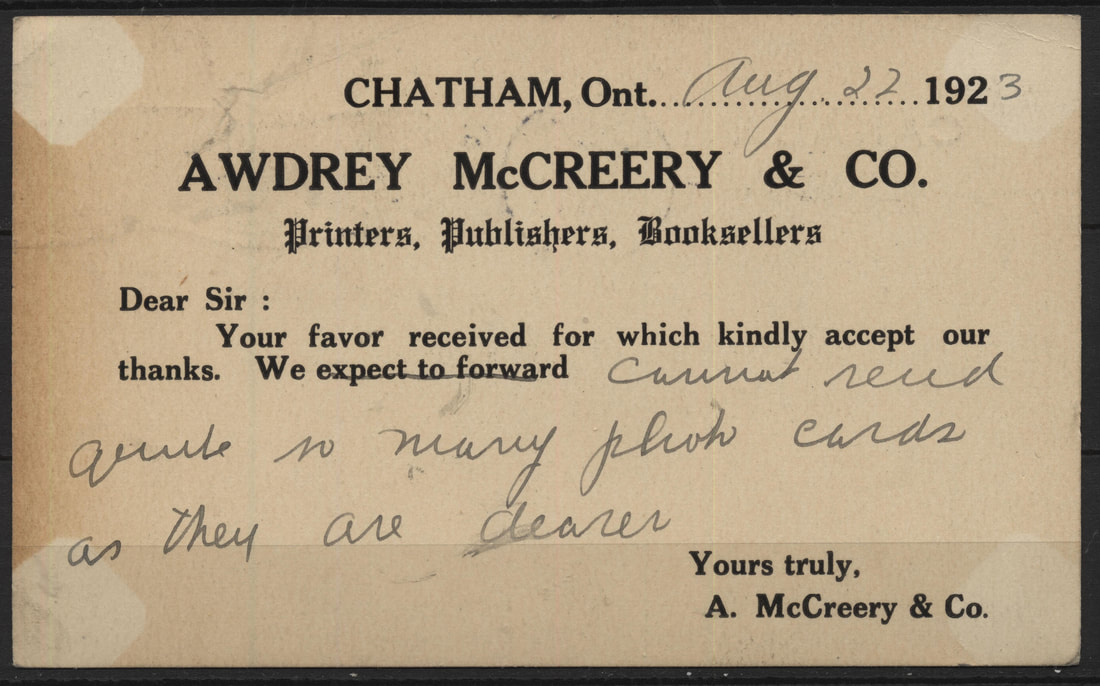 CHATHAM, Ont. Aug 22 1923
AWDREY McCREERY & CO.
Printers, Publishers, Booksellers
Dear Sir :
Your favor received for which kindly accept our
thanks. We expect to forward cannot send
quite so many photo cards
as they are dearer
Yours truly,
A. McCreery & Co.